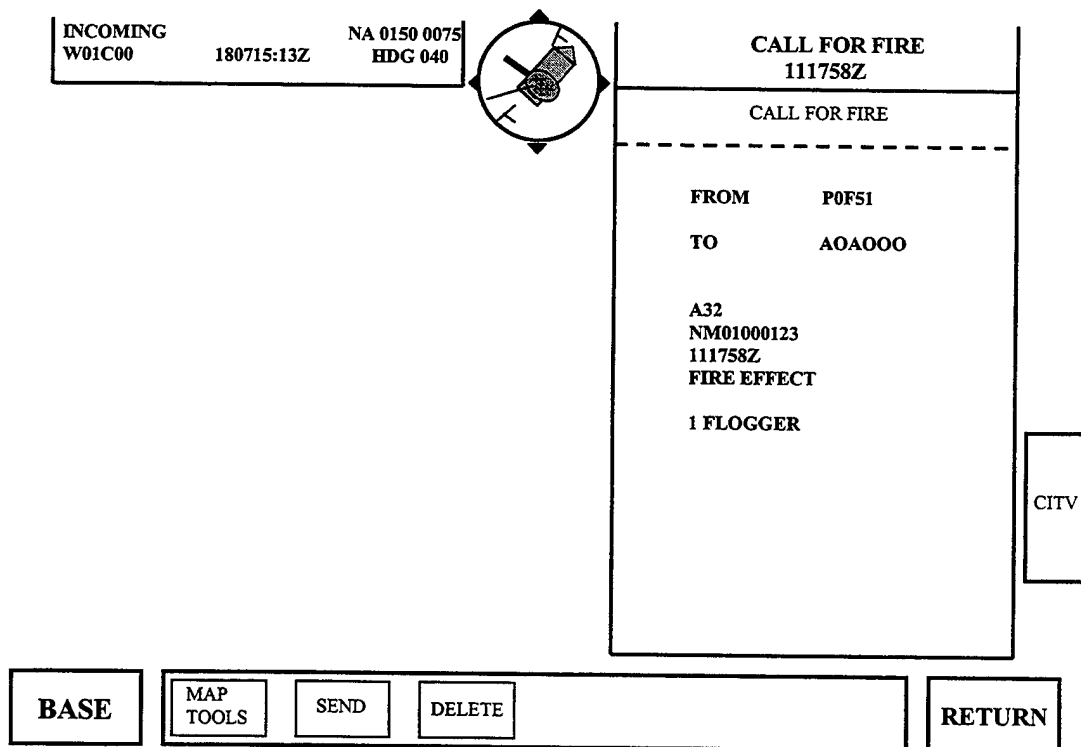 INCOMING NA 0150 0075
W01C00 180715:13Z HDG 040
CALL FOR FIRE
111758Z
CALL FOR FIRE
FROM P0F51
TO AOAOOO
A32
NM01000123
111758Z
FIRE EFFECT
1 FLOGGER
CITV
BASE
MAP
TOOLS
SEND
DELETE
RETURN